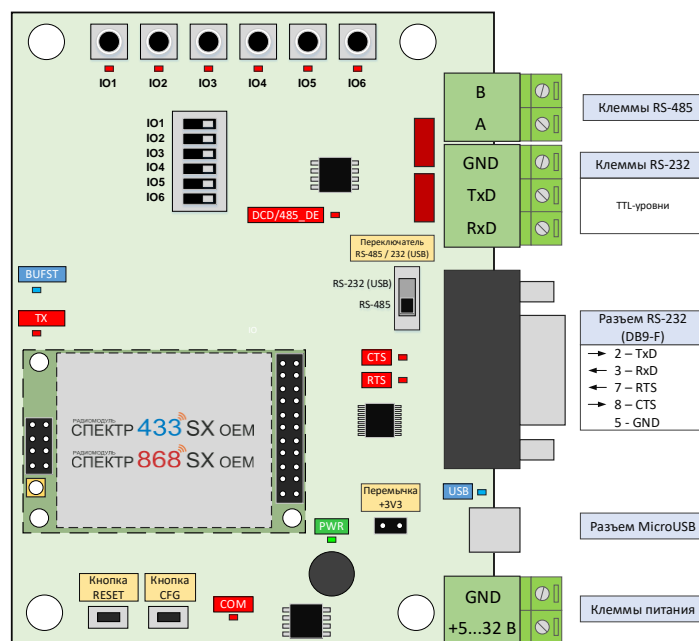 IO1 IO2 IO3 IO4 IO5 IO6
IO1
IO2
IO3
IO4
IO5
IO6
B
A
Клеммы RS-485
GND
TxD
RxD
Клеммы RS-232
TTL-уровни
DCD/485_DE
Переключатель
RS-485 / 232 (USB)
RS-232 (USB)
RS-485
BUFST
TX
IO
Разъем RS-232
(DB9-F)
2 – TxD
3 – RxD
7 – RTS
8 – CTS
5 - GND
CTS
RTS
РАДИОМОДУЛЬ
СПЕКТР 433 SX OEM
РАДИОМОДУЛЬ
СПЕКТР 868 SX OEM
USB
Перемычка
+3V3
PWR
Разъем MicroUSB
Кнопка
RESET
Кнопка
CFG
COM
GND
+5...32 В
Клеммы питания